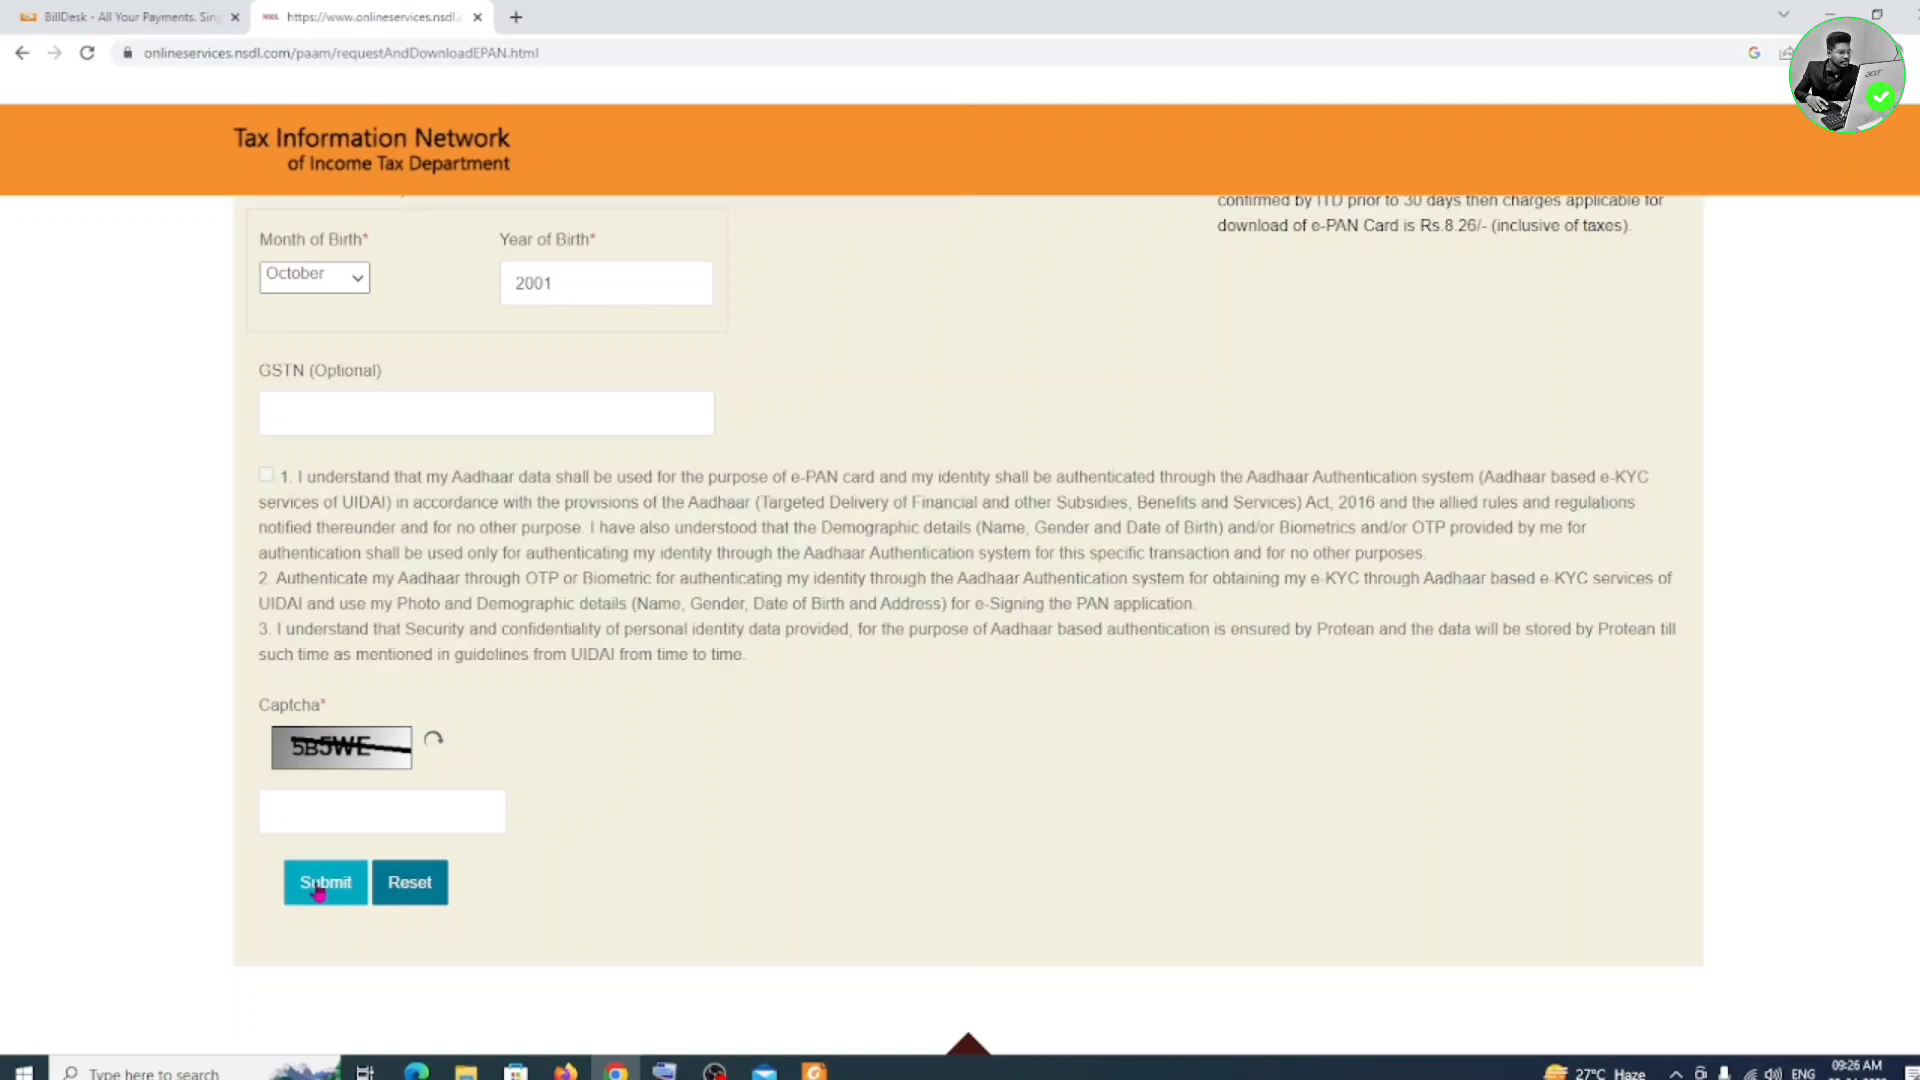 BillDesk - All Your Payments. Sin
https://www.onlineservices.nsdl.c
onlineservices.nsdl.com/paam/requestAndDownloadEPAN.html
acer
Tax Information Network
of Income Tax Department
confirmed by ITD prior to 30 days then charges applicable for
download of e-PAN Card is Rs.8.26/- (inclusive of taxes).
Month of Birth* Year of Birth*
October 2001
GSTN (Optional)
1. I understand that my Aadhaar data shall be used for the purpose of e-PAN card and my identity shall be authenticated through the Aadhaar Authentication system (Aadhaar based e-KYC
services of UIDAI) in accordance with the provisions of the Aadhaar (Targeted Delivery of Financial and other Subsidies, Benefits and Services) Act, 2016 and the allied rules and regulations
notified thereunder and for no other purpose. I have also understood that the Demographic details (Name, Gender and Date of Birth) and/or Biometrics and/or OTP provided by me for
authentication shall be used only for authenticating my identity through the Aadhaar Authentication system for this specific transaction and for no other purposes.
2. Authenticate my Aadhaar through OTP or Biometric for authenticating my identity through the Aadhaar Authentication system for obtaining my e-KYC through Aadhaar based e-KYC services of
UIDAI and use my Photo and Demographic details (Name, Gender, Date of Birth and Address) for e-Signing the PAN application.
3. I understand that Security and confidentiality of personal identity data provided, for the purpose of Aadhaar based authentication is ensured by Protean and the data will be stored by Protean till
such time as mentioned in guidelines from UIDAI from time to time.
Captcha*
5B5WE
Submit Reset
Type here to search
27°C Haze
ENG
09:26 AM